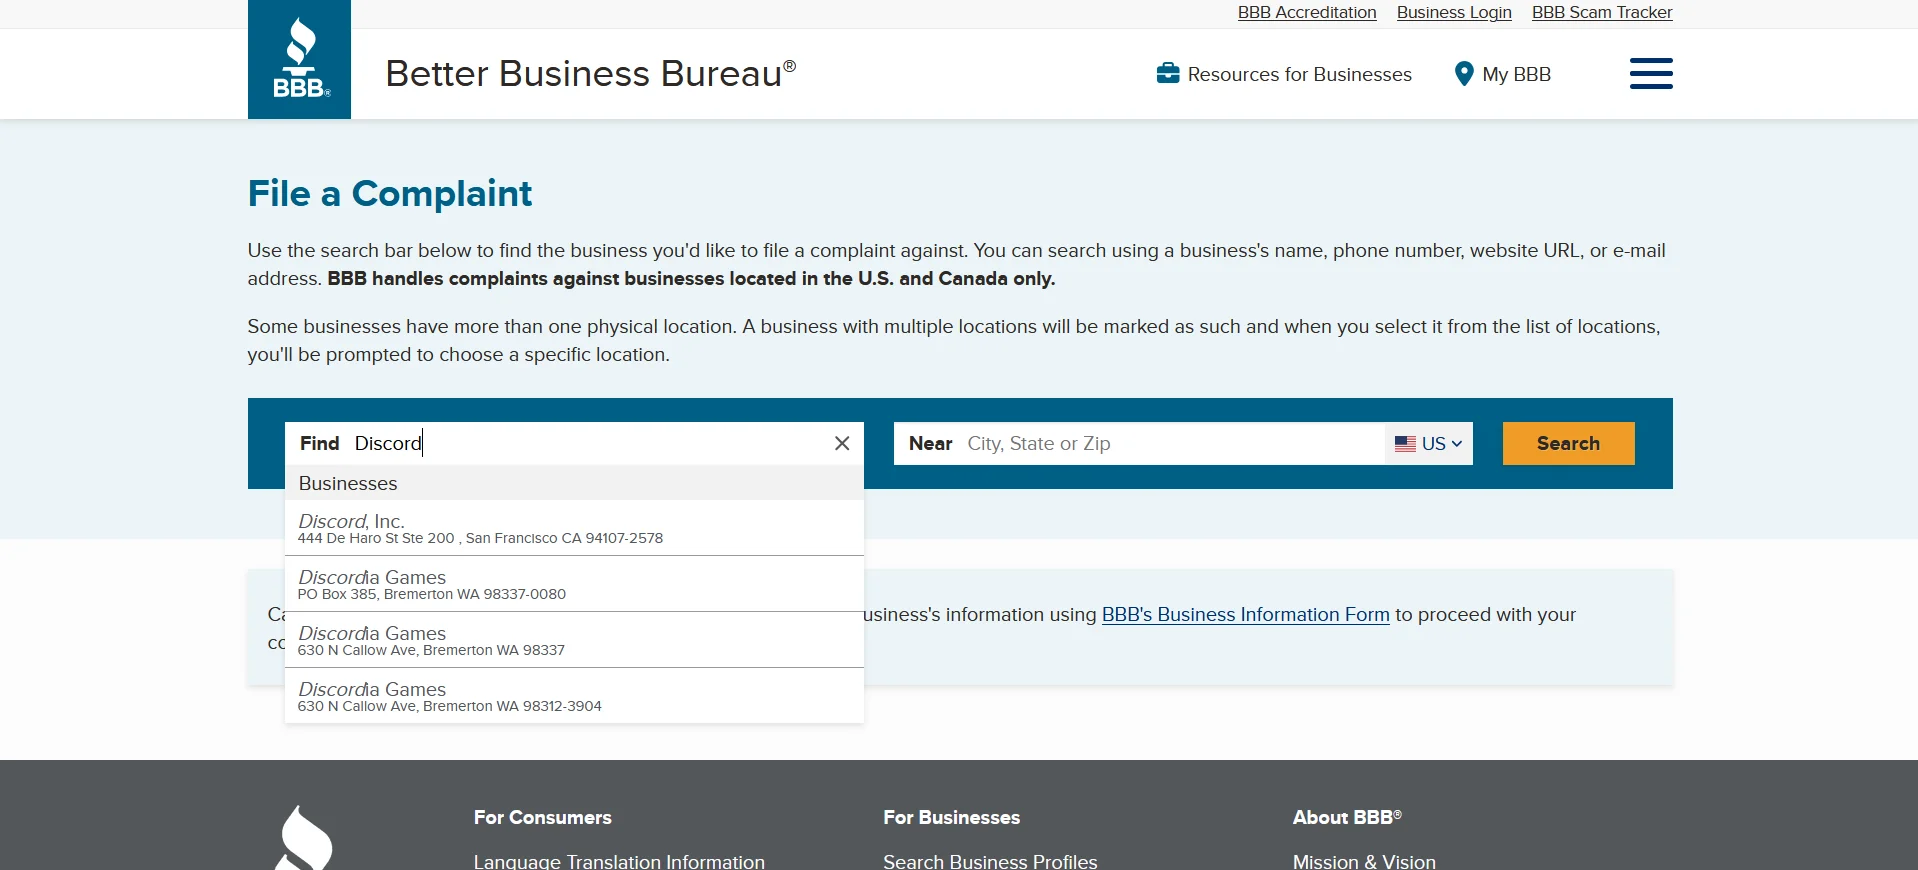 BBB Accreditation Business Login BBB Scam Tracker
BBB®
Better Business Bureau®
Resources for Businesses My BBB
File a Complaint
Use the search bar below to find the business you'd like to file a complaint against. You can search using a business's name, phone number, website URL, or e-mail
address. BBB handles complaints against businesses located in the U.S. and Canada only.
Some businesses have more than one physical location. A business with multiple locations will be marked as such and when you select it from the list of locations,
you'll be prompted to choose a specific location.
Find Discord
Near City, State or Zip US
Search
Businesses
Discord, Inc.
444 De Haro St Ste 200 , San Francisco CA 94107-2578
Discordia Games
PO Box 385, Bremerton WA 98337-0080
Discordia Games
630 N Callow Ave, Bremerton WA 98337
Discordia Games
630 N Callow Ave, Bremerton WA 98312-3904
business's information using BBB's Business Information Form to proceed with your
For Consumers
Language Translation Information
For Businesses
Search Business Profiles
About BBB®
Mission & Vision